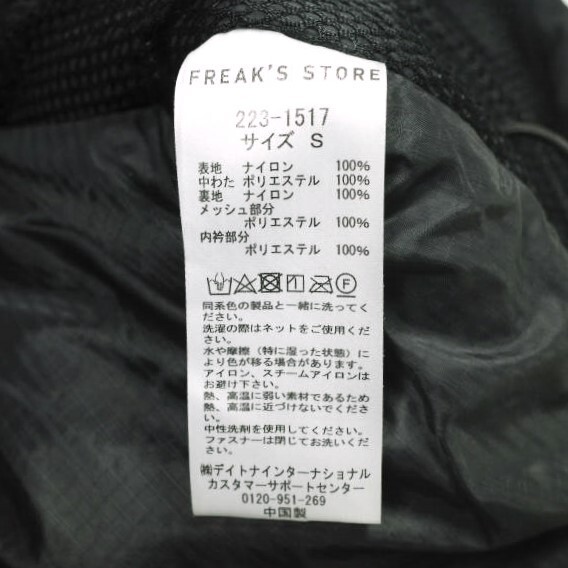 FREAK'S STORE
223-1517
サイズ S
表地 ナイロン 100%
中わた ポリエステル 100%
裏地 ナイロン 100%
メッシュ部分
ポリエステル 100%
内衿部分
ポリエステル 100%
F
同系色の製品と一緒に洗ってく
ださい。
洗濯の際はネットをご使用くだ
さい。
水や摩擦(特に湿った状態)に
より色が移る場合があります。
アイロン、スチームアイロンは
お避け下さい。
熱、高温に弱い素材であるため
熱、高温に近づけないでくださ
い。
中性洗剤を使用してください。
ファスナーは閉じてお洗いくだ
さい。
㈱デイトナインターナショナル
カスタマーサポートセンター
0120-951-269
中国製